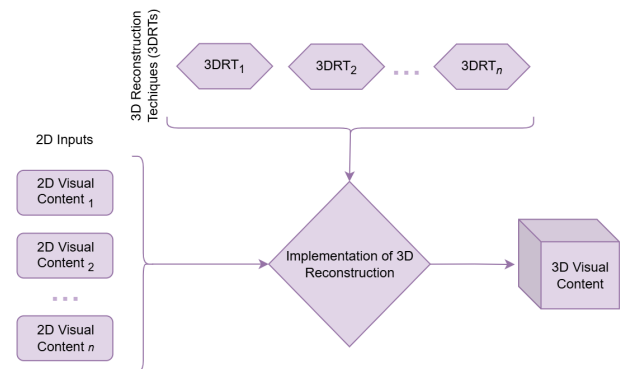 3D Reconstruction
Techiques (3DRTs)
3DRT1
3DRT2
...
3DRTn
2D Inputs
2D Visual
Content 1
2D Visual
Content 2
...
2D Visual
Content n
Implementation of 3D
Reconstruction
3D Visual
Content